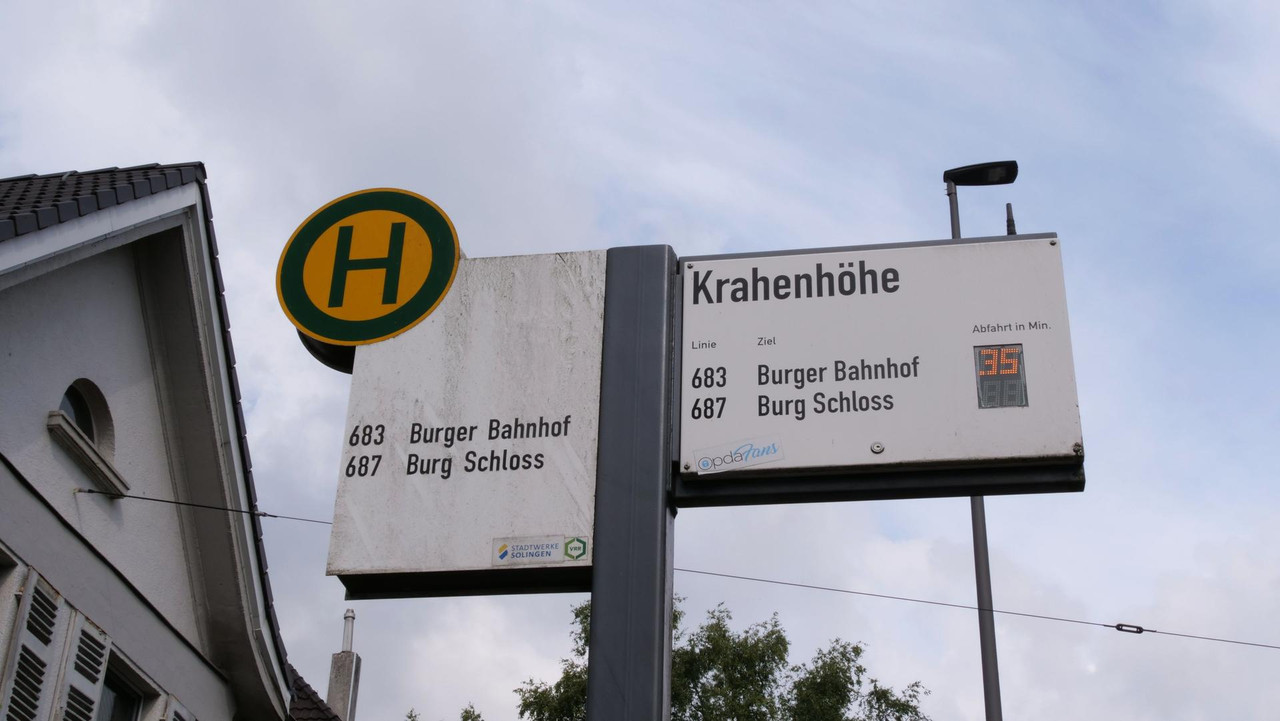 H
683 Burger Bahnhof
687 Burg Schloss
STADTWERKE
SOLINGEN
VRR
Krahenhöhe
Linie Ziel Abfahrt in Min.
683 Burger Bahnhof 35
687 Burg Schloss
opdaFans